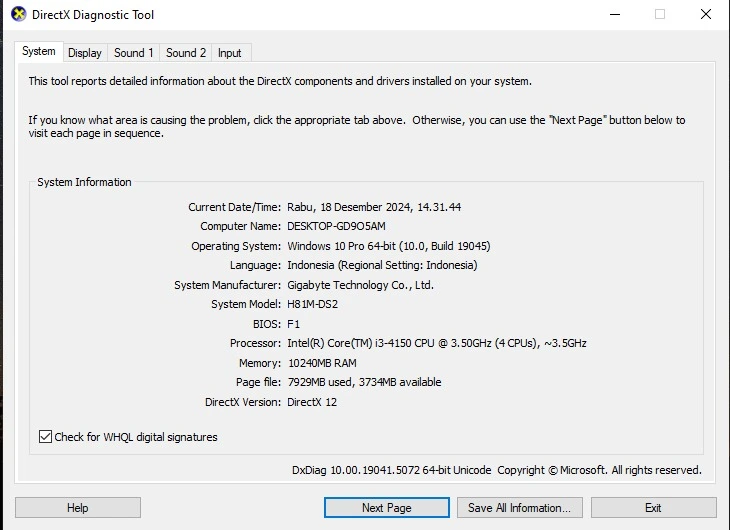 DirectX Diagnostic Tool
System Display Sound 1 Sound 2 Input
This tool reports detailed information about the DirectX components and drivers installed on your system.
If you know what area is causing the problem, click the appropriate tab above.  Otherwise, you can use the "Next Page" button below to
visit each page in sequence.
System Information
Current Date/Time: Rabu, 18 Desember 2024, 14.31.44
Computer Name: DESKTOP-GD9O5AM
Operating System: Windows 10 Pro 64-bit (10.0, Build 19045)
Language: Indonesia (Regional Setting: Indonesia)
System Manufacturer: Gigabyte Technology Co., Ltd.
System Model: H81M-DS2
BIOS: F1
Processor: Intel(R) Core(TM) i3-4150 CPU @ 3.50GHz (4 CPUs), ~3.5GHz
Memory: 10240MB RAM
Page file: 7929MB used, 3734MB available
DirectX Version: DirectX 12
Check for WHQL digital signatures
DxDiag 10.00.19041.5072 64-bit Unicode  Copyright © Microsoft. All rights reserved.
Help Next Page Save All Information... Exit